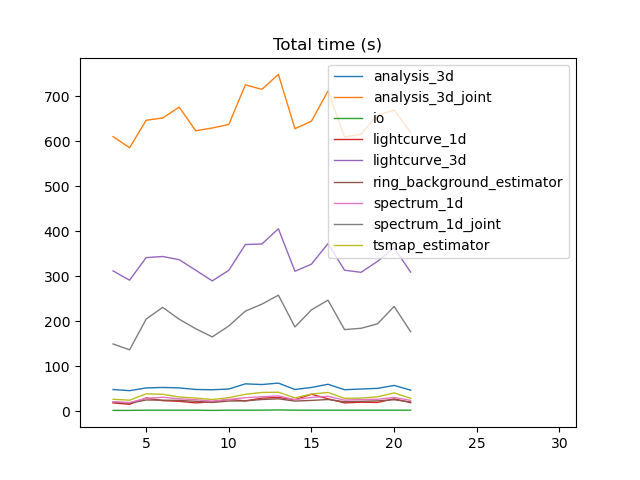 Total time (s)
analysis_3d
analysis_3d_joint
io
lightcurve_1d
lightcurve_3d
ring_background_estimator
spectrum_1d
spectrum_1d_joint
tsmap_estimator
700
600
500
400
300
200
100
0
5 10 15 20 25 30